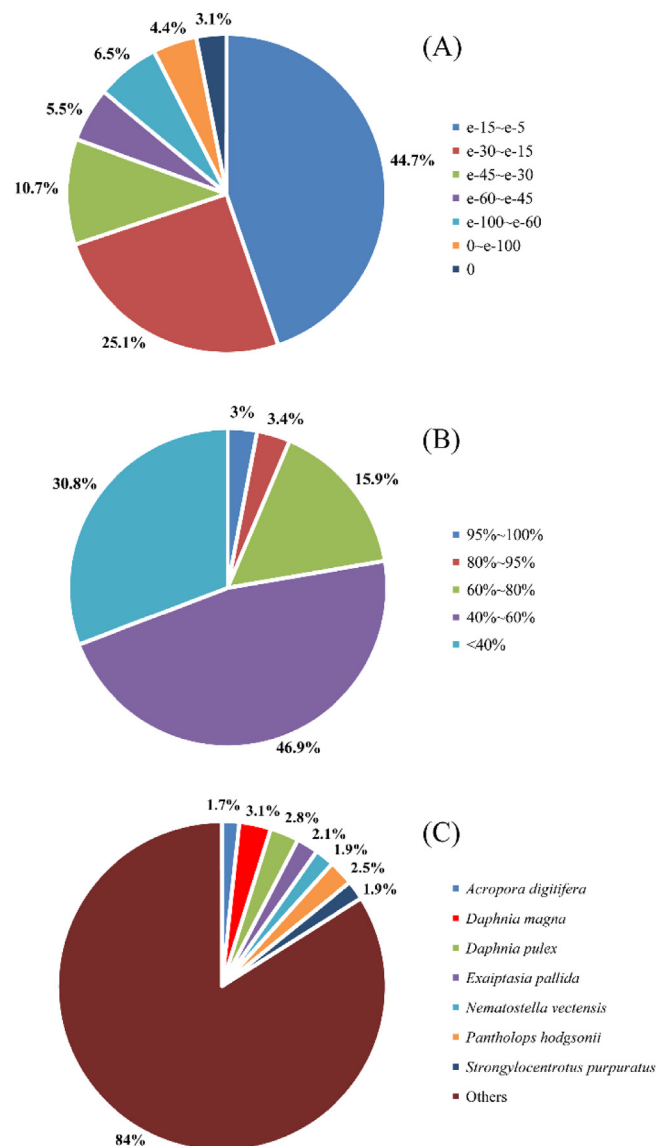 3.1%
4.4%
6.5%
5.5%
10.7%
25.1%
44.7%
(A)
e-15~e-5
e-30~e-15
e-45~e-30
e-60~e-45
e-100~e-60
0~e-100
0
3%
3.4%
15.9%
30.8%
46.9%
(B)
95%~100%
80%~95%
60%~80%
40%~60%
<40%
1.7%
3.1%
2.8%
2.1%
1.9%
2.5%
1.9%
84%
(C)
Acropora digitifera
Daphnia magna
Daphnia pulex
Exaiptasia pallida
Nematostella vectensis
Pantholops hodgsonii
Strongylocentrotus purpuratus
Others